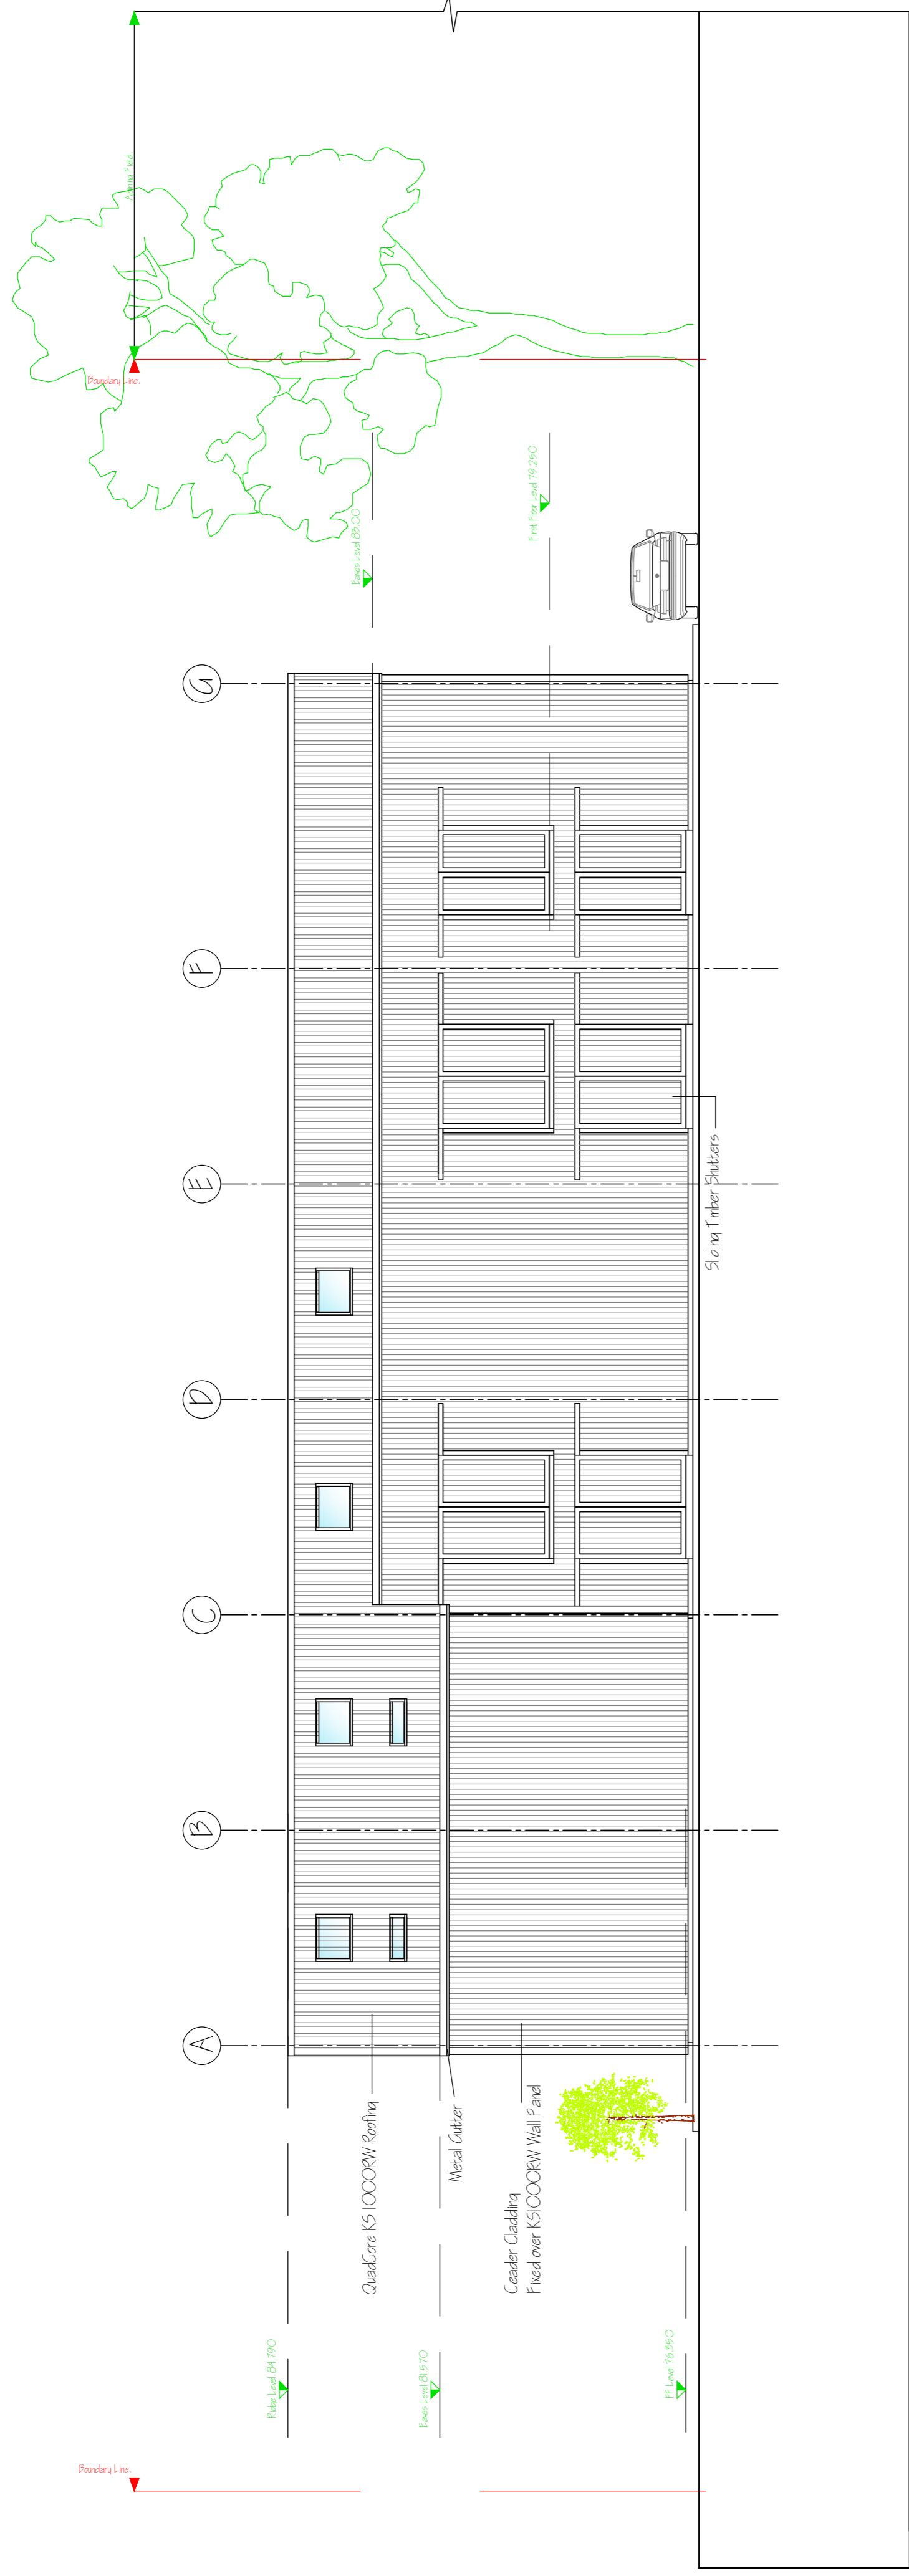 Boundary Line.
Ridge Level 84.790
Eaves Level 81.570
FF Level 76.350
QuadCore KS 1000RW Roofing
Metal Gutter
Ceader Cladding
Fixed over KS1000RW Wall Panel
A
B
C
D
E
F
G
Sliding Timber Shutters
Eaves Level 83.00
First Floor Level 79.250
Boundary Line.
Field.